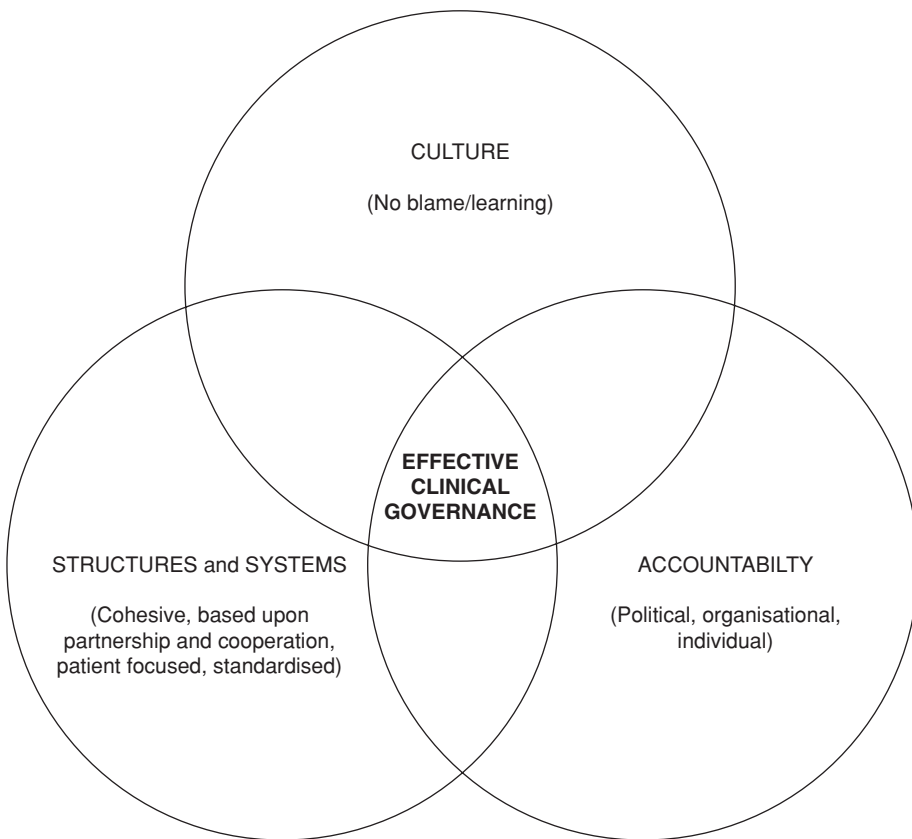 CULTURE
(No blame/learning)
EFFECTIVE
CLINICAL
GOVERNANCE
STRUCTURES and SYSTEMS
(Cohesive, based upon
partnership and cooperation,
patient focused, standardised)
ACCOUNTABILTY
(Political, organisational,
individual)